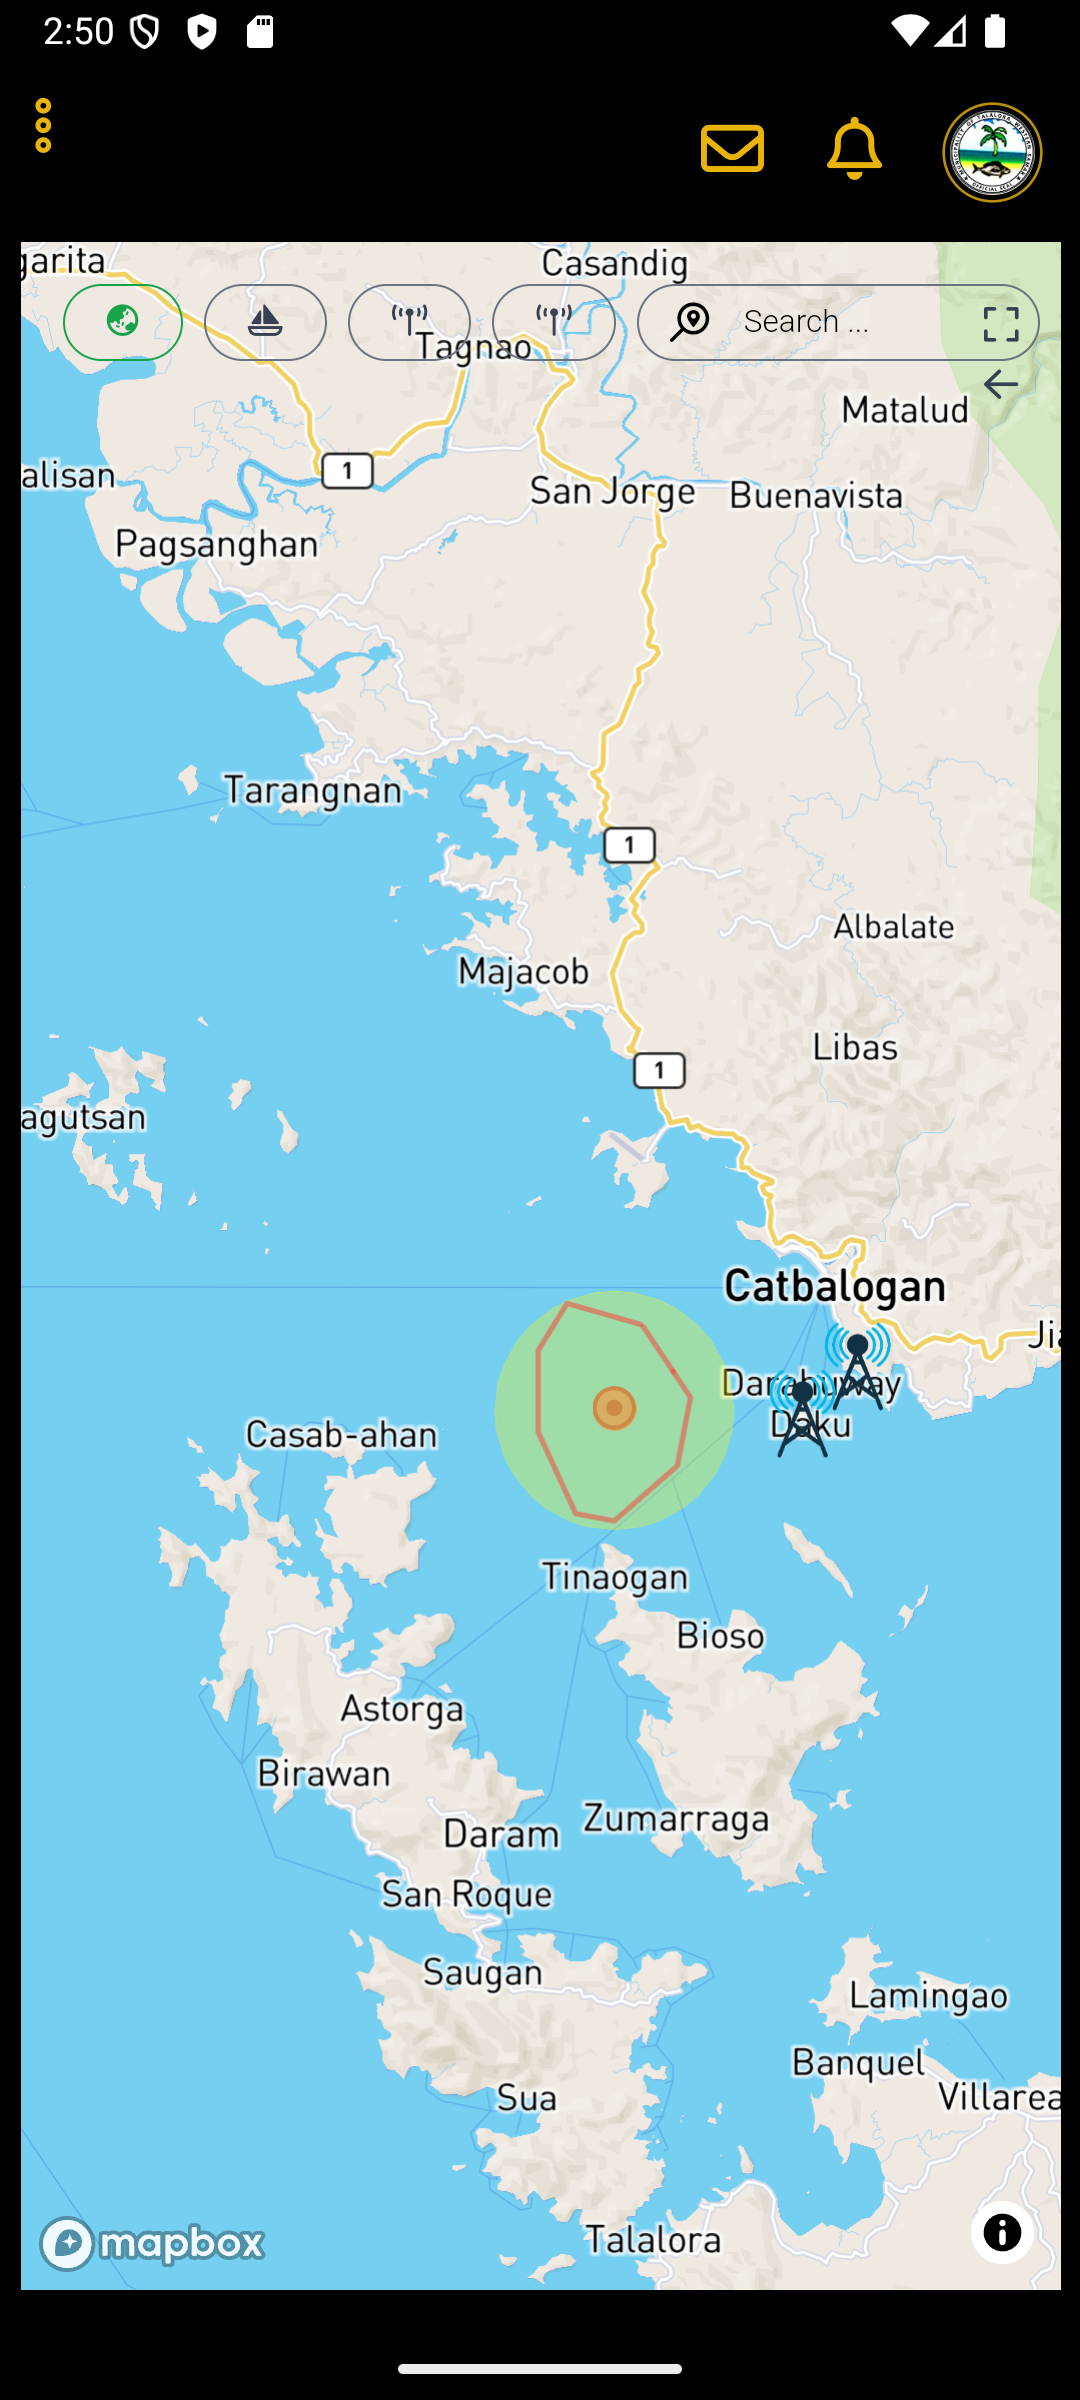 2:50
garita
Casandig
Search ...
Tagnao
Matalud
alisan
1
San Jorge
Buenavista
Pagsanghan
Tarangnan
1
Albalate
Majacob
Libas
1
agutsan
Catbalogan
Jia
Darahuway
Daku
Casab-ahan
Tinaogan
Bioso
Astorga
Birawan
Zumarraga
Daram
San Roque
Saugan
Lamingao
Banquel
Villarea
Sua
Talalora
mapbox